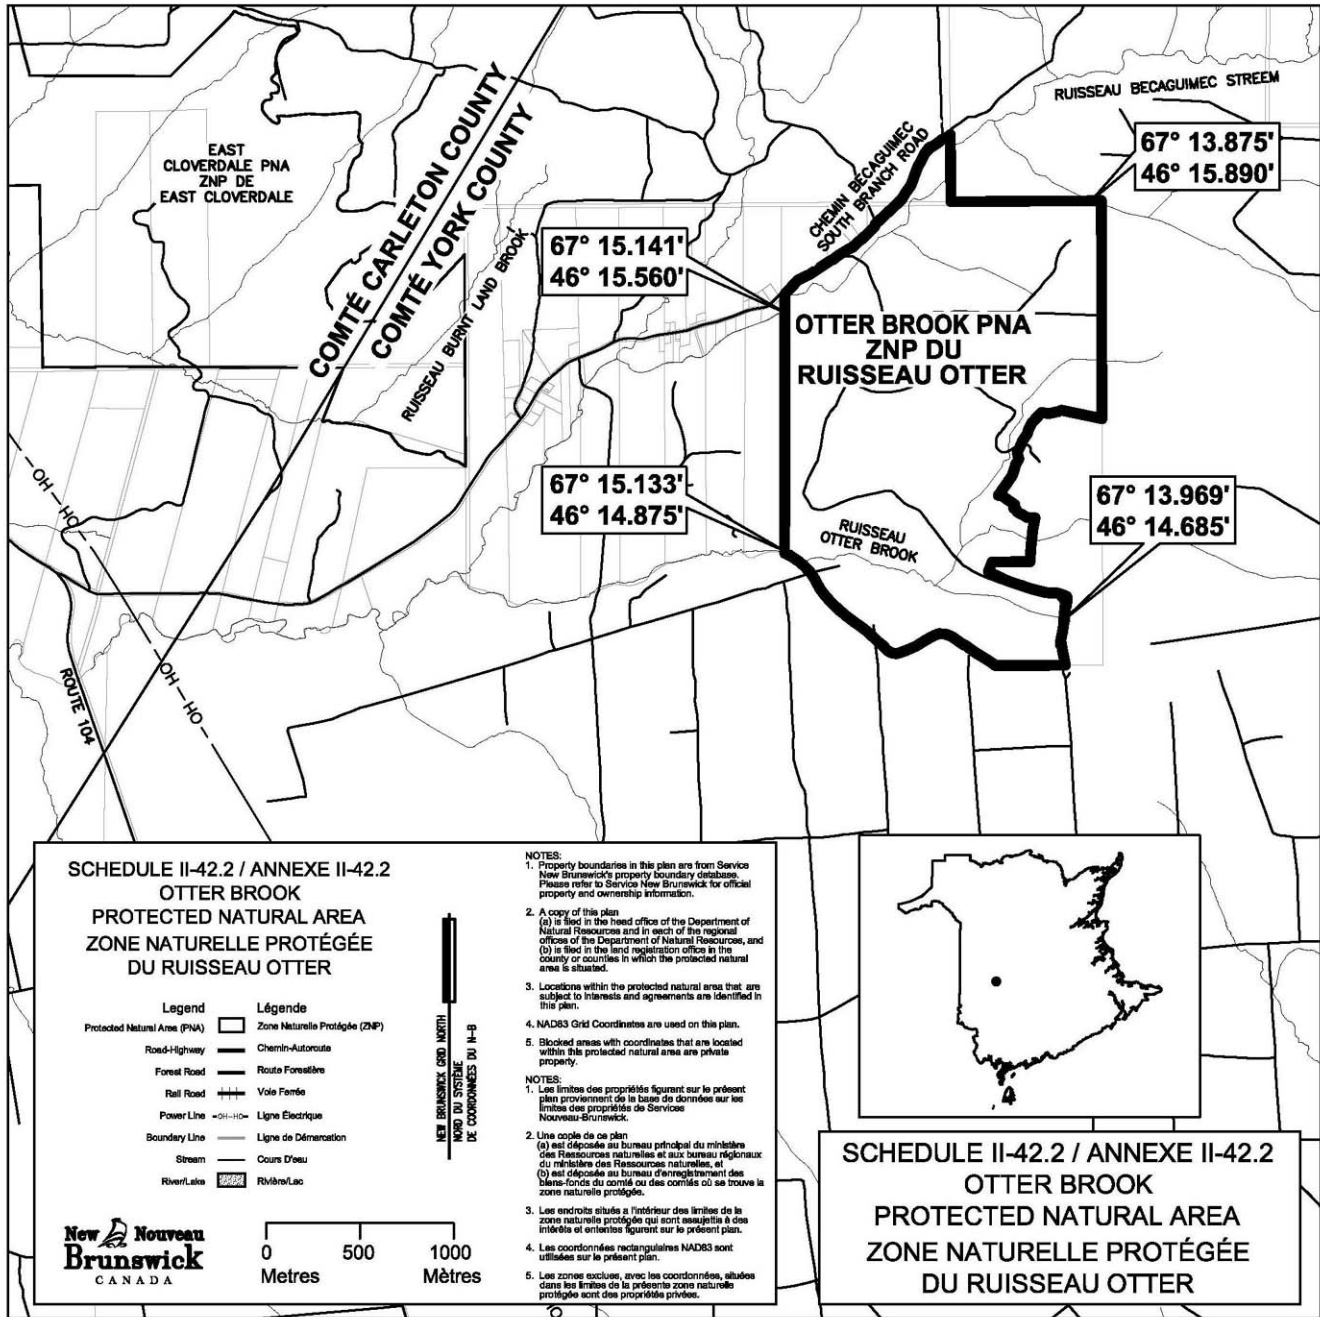 RUISSEAU BECAGUIMEC STREEM
EAST
CLOVERDALE PNA
ZNP DE
EAST CLOVERDALE
COMTÉ CARLETON COUNTY
COMTÉ YORK COUNTY
RUISSEAU BURNT LAND BROOK
CHEMIN BECAGUIMEC
SOUTH BRANCH ROAD
67° 13.875'
46° 15.890'
67° 15.141'
46° 15.560'
OTTER BROOK PNA
ZNP DU
RUISSEAU OTTER
67° 15.133'
46° 14.875'
67° 13.969'
46° 14.685'
RUISSEAU
OTTER BROOK
OH
HO
OH
HO
ROUTE 104
SCHEDULE II-42.2 / ANNEXE II-42.2
OTTER BROOK
PROTECTED NATURAL AREA
ZONE NATURELLE PROTÉGÉE
DU RUISSEAU OTTER
Legend Légende
Protected Natural Area (PNA) Zone Naturelle Protégée (ZNP)
Road-Highway Chemin-Autoroute
Forest Road Route Forestière
Rail Road Voie Ferrée
Power Line -OH-HO- Ligne Électrique
Boundary Line Ligne de Démarcation
Stream Cours D'eau
River/Lake Rivière/Lac
NEW BRUNSWICK GRID NORTH
NORD DU SYSTÈME
DE COORDONNÉES DU N-B
New Nouveau
Brunswick
CANADA
0 500 1000
Metres Mètres
NOTES:
1. Property boundaries in this plan are from Service
New Brunswick's property boundary database.
Please refer to Service New Brunswick for official
property and ownership information.
2. A copy of this plan
(a) is filed in the head office of the Department of
Natural Resources and in each of the regional
offices of the Department of Natural Resources, and
(b) is filed in the land registration office in the
county or counties in which the protected natural
area is situated.
3. Locations within the protected natural area that are
subject to interests and agreements are identified in
this plan.
4. NAD83 Grid Coordinates are used on this plan.
5. Blocked areas with coordinates that are located
within this protected natural area are private
property.
NOTES:
1. Les limites des propriétés figurant sur le présent
plan proviennent de la base de données sur les
limites des propriétés de Services
Nouveau-Brunswick.
2. Une copie de ce plan
(a) est déposée au bureau principal du ministère
des Ressources naturelles et aux bureau régionaux
du ministère des Ressources naturelles, et
(b) est déposée au bureau d'enregistrement des
biens-fonds du comté ou des comtés où se trouve la
zone naturelle protégée.
3. Les endroits situés a l'intérieur des limites de la
zone naturelle protégée qui sont assujettis à des
intérêts et ententes figurent sur le présent plan.
4. Les coordonnées rectangulaires NAD83 sont
utilisées sur le présent plan.
5. Les zones exclues, avec les coordonnées, situées
dans les limites de la présente zone naturelle
protégée sont des propriétés privées.
SCHEDULE II-42.2 / ANNEXE II-42.2
OTTER BROOK
PROTECTED NATURAL AREA
ZONE NATURELLE PROTÉGÉE
DU RUISSEAU OTTER